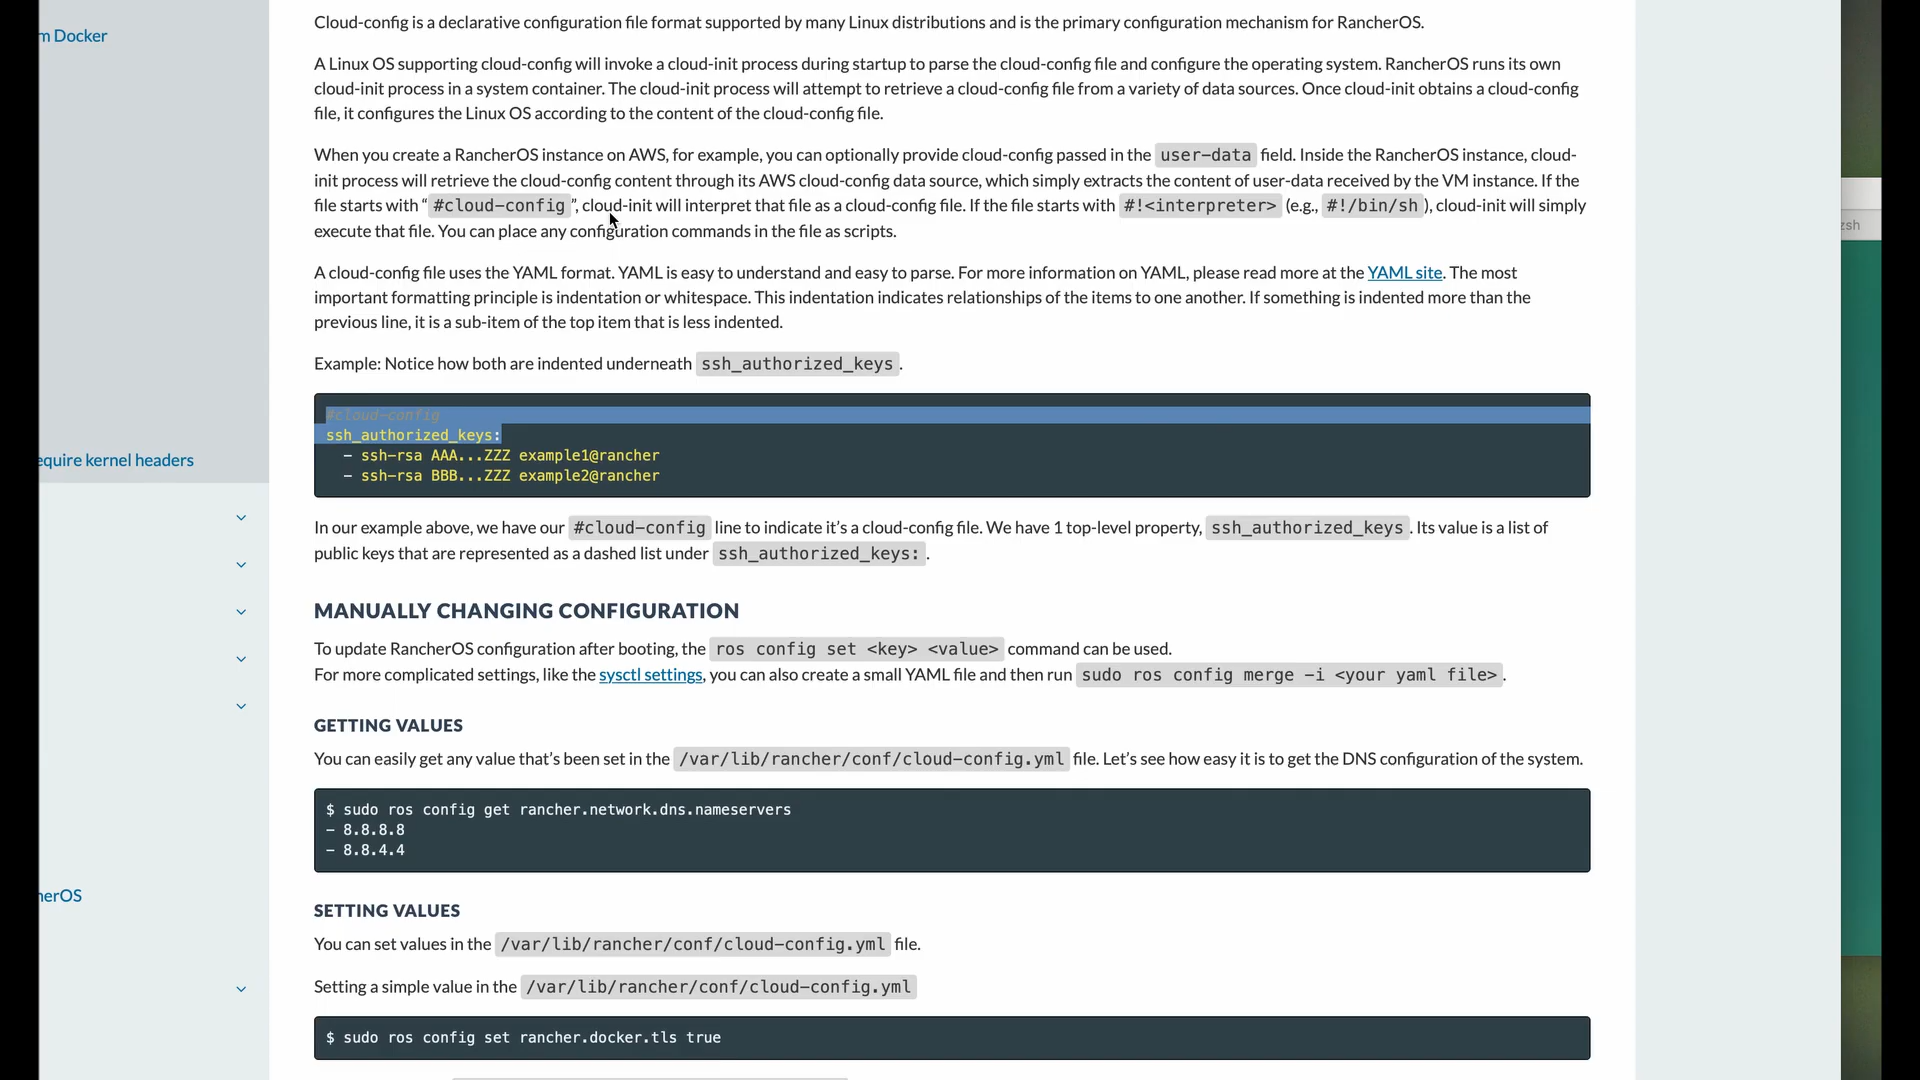 m Docker
equire kernel headers
herOS
Cloud-config is a declarative configuration file format supported by many Linux distributions and is the primary configuration mechanism for RancherOS.
A Linux OS supporting cloud-config will invoke a cloud-init process during startup to parse the cloud-config file and configure the operating system. RancherOS runs its own
cloud-init process in a system container. The cloud-init process will attempt to retrieve a cloud-config file from a variety of data sources. Once cloud-init obtains a cloud-config
file, it configures the Linux OS according to the content of the cloud-config file.
When you create a RancherOS instance on AWS, for example, you can optionally provide cloud-config passed in the user-data field. Inside the RancherOS instance, cloud-
init process will retrieve the cloud-config content through its AWS cloud-config data source, which simply extracts the content of user-data received by the VM instance. If the
file starts with “ #cloud-config ”, cloud-init will interpret that file as a cloud-config file. If the file starts with #!<interpreter> (e.g., #!/bin/sh ), cloud-init will simply
execute that file. You can place any configuration commands in the file as scripts.
A cloud-config file uses the YAML format. YAML is easy to understand and easy to parse. For more information on YAML, please read more at the YAML site. The most
important formatting principle is indentation or whitespace. This indentation indicates relationships of the items to one another. If something is indented more than the
previous line, it is a sub-item of the top item that is less indented.
Example: Notice how both are indented underneath ssh_authorized_keys .
#cloud-config
ssh_authorized_keys:
  - ssh-rsa AAA...ZZZ example1@rancher
  - ssh-rsa BBB...ZZZ example2@rancher
In our example above, we have our #cloud-config line to indicate it’s a cloud-config file. We have 1 top-level property, ssh_authorized_keys . Its value is a list of
public keys that are represented as a dashed list under ssh_authorized_keys: .
MANUALLY CHANGING CONFIGURATION
To update RancherOS configuration after booting, the ros config set <key> <value> command can be used.
For more complicated settings, like the sysctl settings, you can also create a small YAML file and then run sudo ros config merge -i <your yaml file> .
GETTING VALUES
You can easily get any value that’s been set in the /var/lib/rancher/conf/cloud-config.yml file. Let’s see how easy it is to get the DNS configuration of the system.
$ sudo ros config get rancher.network.dns.nameservers
- 8.8.8.8
- 8.8.4.4
SETTING VALUES
You can set values in the /var/lib/rancher/conf/cloud-config.yml file.
Setting a simple value in the /var/lib/rancher/conf/cloud-config.yml
$ sudo ros config set rancher.docker.tls true
zsh